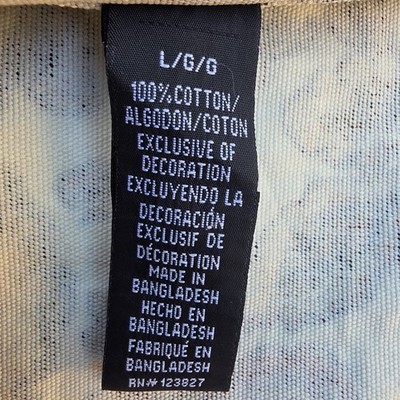 L/G/G
100% COTTON/
ALGODON/COTON
EXCLUSIVE OF
DECORATION
EXCLUYENDO LA
DECORACIÓN
EXCLUSIF DE
DÉCORATION
MADE IN
BANGLADESH
HECHO EN
BANGLADESH
FABRIQUÉ EN
BANGLADESH
RN# 123827